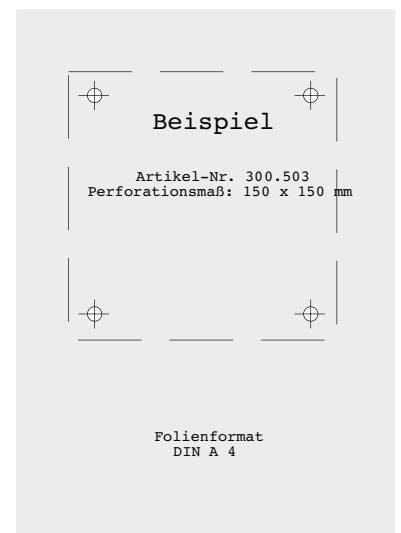 Beispiel
Artikel-Nr. 300.503
Perforationsmaß: 150 x 150 mm
Folienformat
DIN A 4